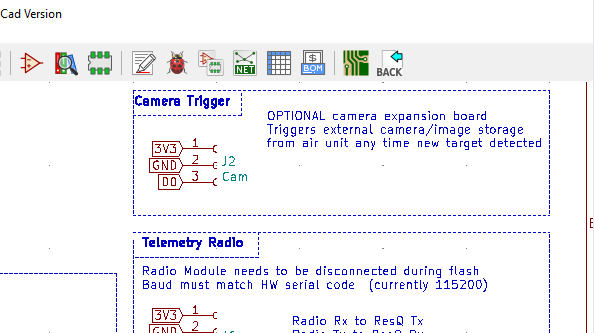 Cad Version
NET
$
BOM
BACK
Camera Trigger
OPTIONAL camera expansion board
Triggers external camera/image storage
from air unit any time new target detected
3V3 1
GND 2 J2
D0 3 Cam
Telemetry Radio
Radio Module needs to be disconnected during flash
Baud must match HW serial code (currently 115200)
3V3 1
Radio Rx to ResQ Tx
GND 2